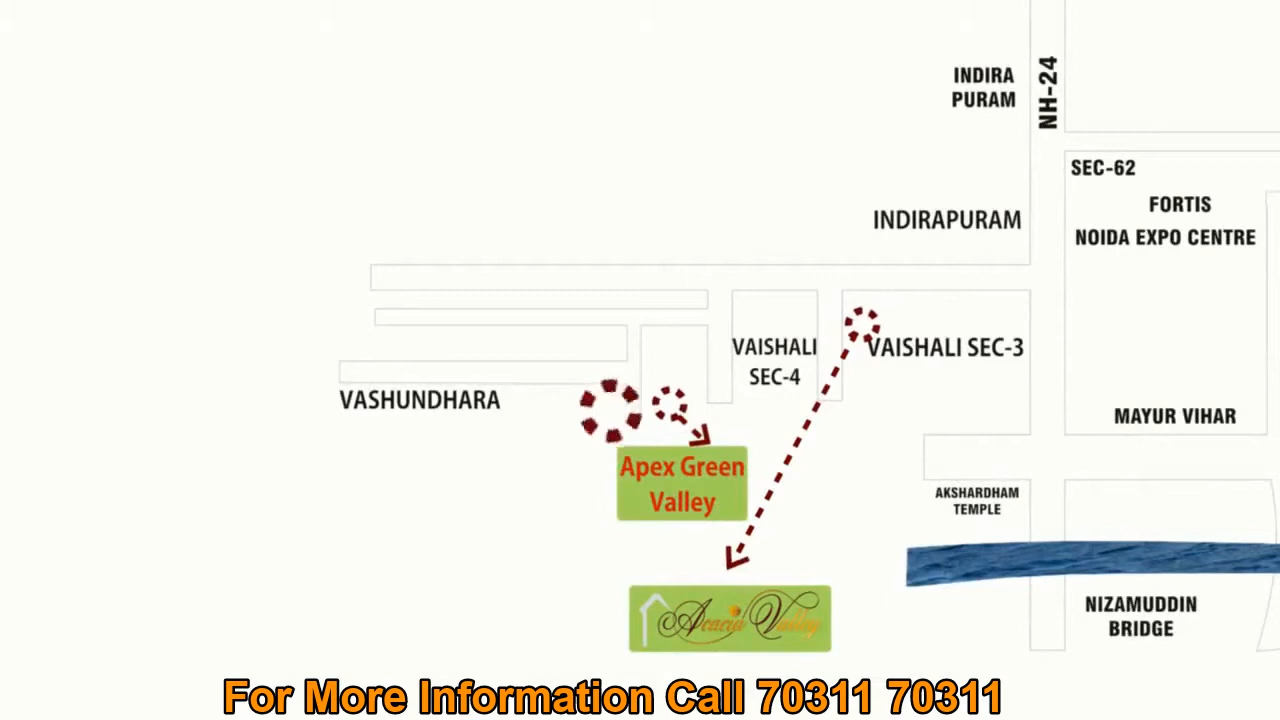 INDIRA
PURAM
NH-24
SEC-62
FORTIS
NOIDA EXPO CENTRE
INDIRAPURAM
VAISHALI
SEC-4
VAISHALI SEC-3
VASHUNDHARA
MAYUR VIHAR
Apex Green
Valley
AKSHARDHAM
TEMPLE
Acacia Valley
NIZAMUDDIN
BRIDGE
For More Information Call 70311 70311